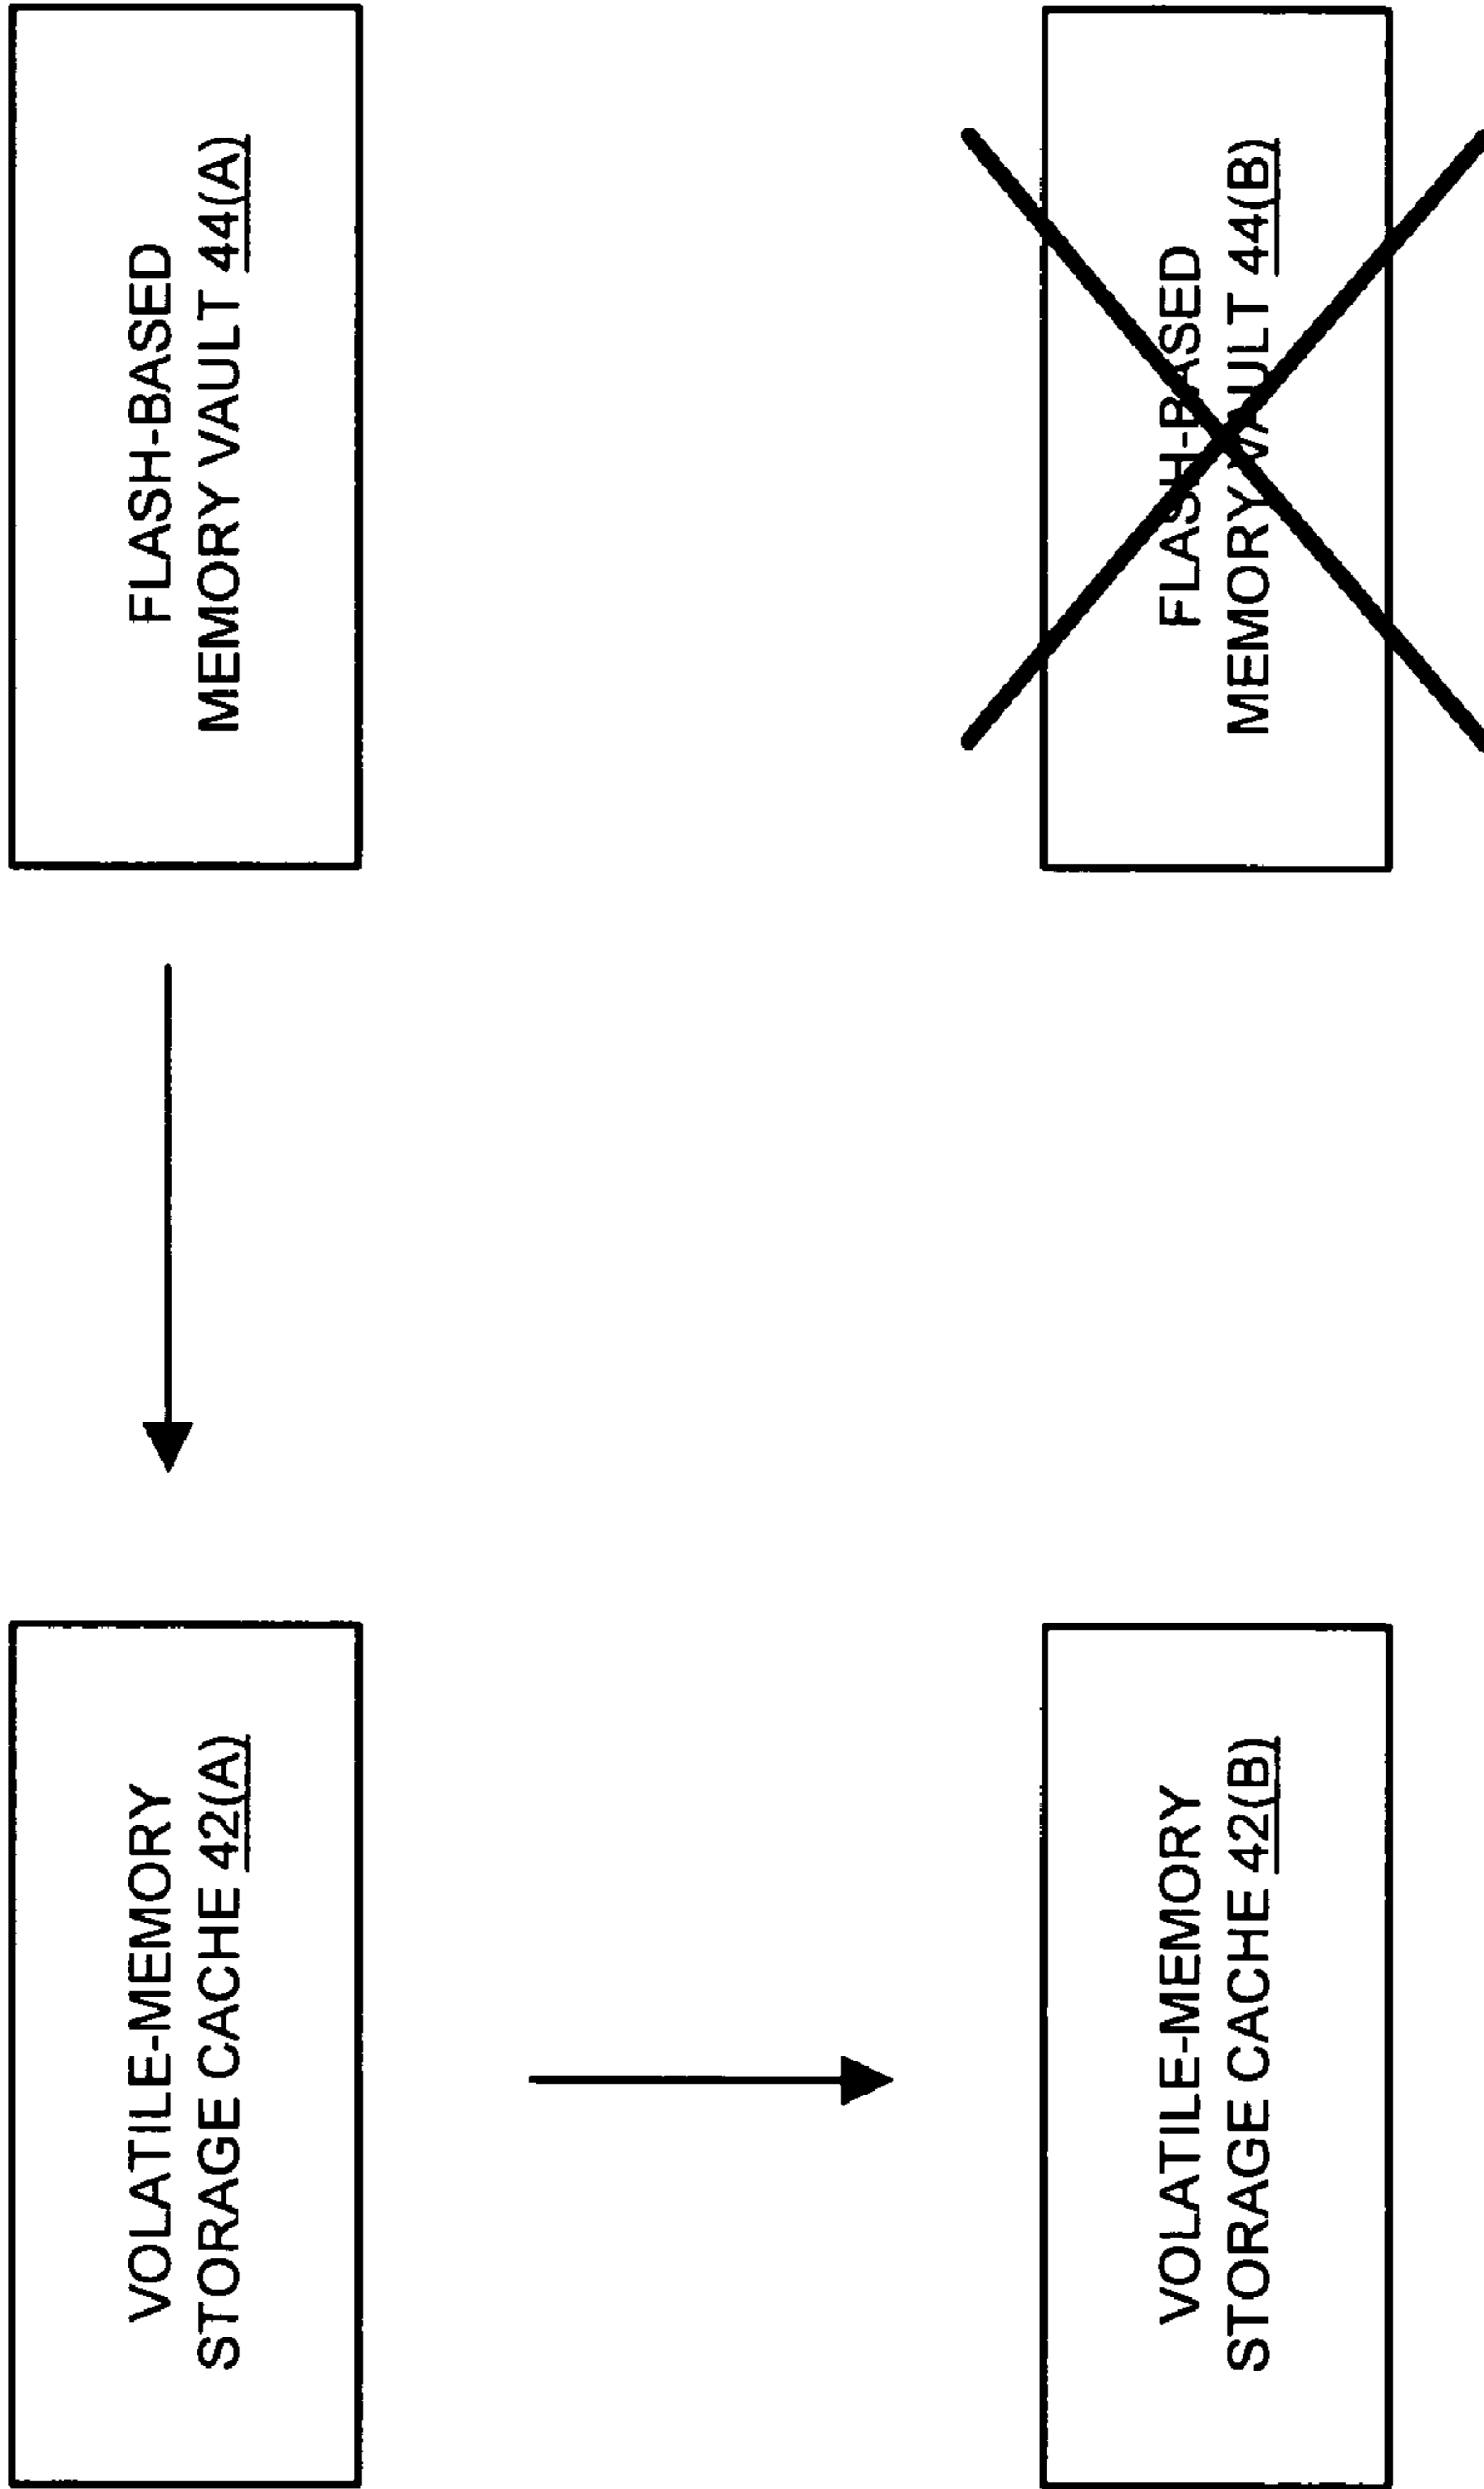 VOLATILE-MEMORY
STORAGE CACHE 42(A)
FLASH-BASED
MEMORY VAULT 44(A)
VOLATILE-MEMORY
STORAGE CACHE 42(B)
FLASH-BASED
MEMORY VAULT 44(B)